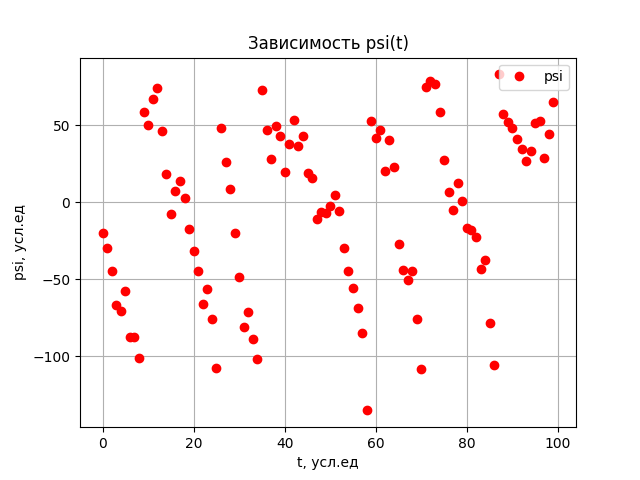 Зависимость psi(t)
psi
50
0
−50
−100
psi, усл.ед
0 20 40 60 80 100
t, усл.ед